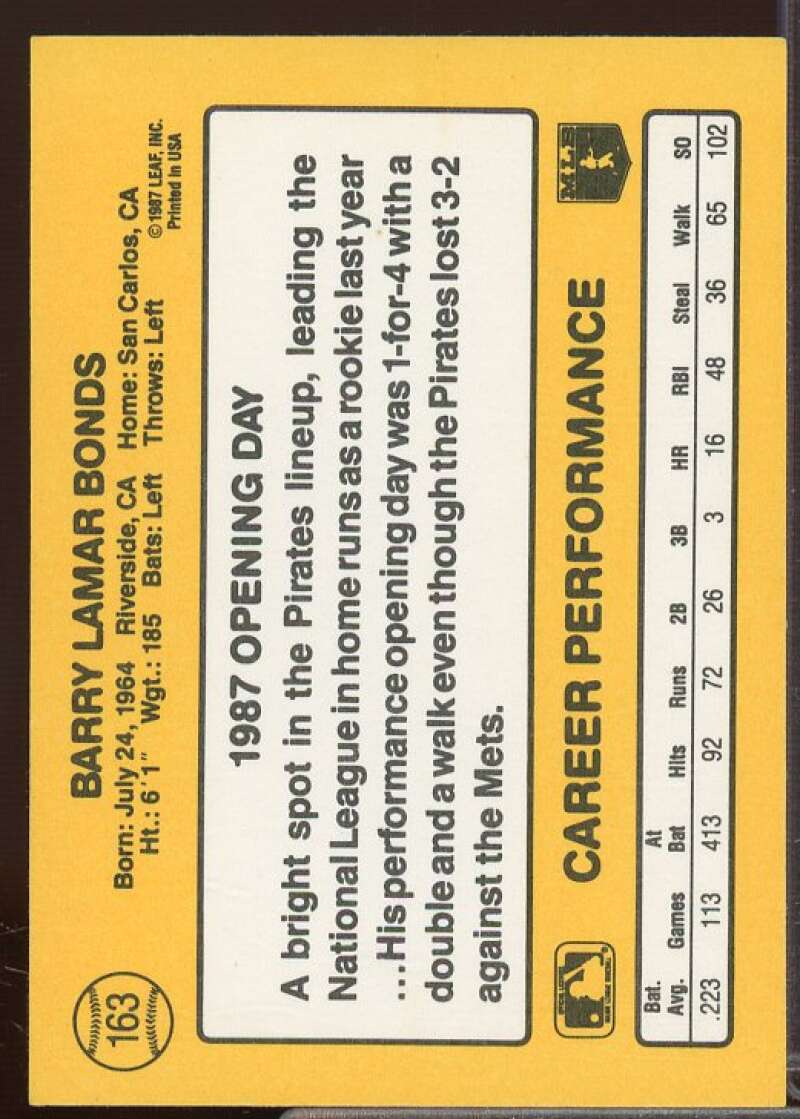 163
BARRY LAMAR BONDS
Born: July 24, 1964 Riverside, CA Home: San Carlos, CA
Ht.: 6'1" Wgt.: 185 Bats: Left Throws: Left
©1987 LEAF, INC.
Printed in USA
1987 OPENING DAY
A bright spot in the Pirates lineup, leading the
National League in home runs as a rookie last year
...His performance opening day was 1-for-4 with a
double and a walk even though the Pirates lost 3-2
against the Mets.
CAREER PERFORMANCE
MLB
Bat. Avg. Games At Bat Hits Runs 2B 3B HR RBI Steal Walk SO
.223 113 413 92 72 26 3 16 48 36 65 102